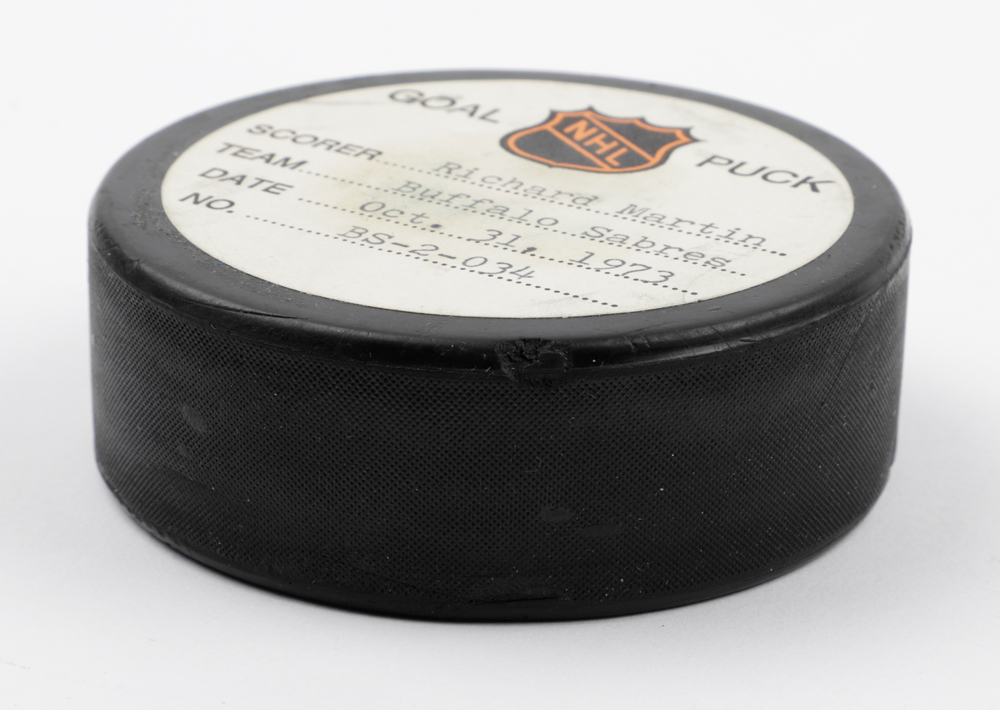 GOAL NHL PUCK
SCORER..... Richard Martin
TEAM..... Buffalo Sabres
DATE ..... Oct. 31, 1973
NO. ..... BS-2-034